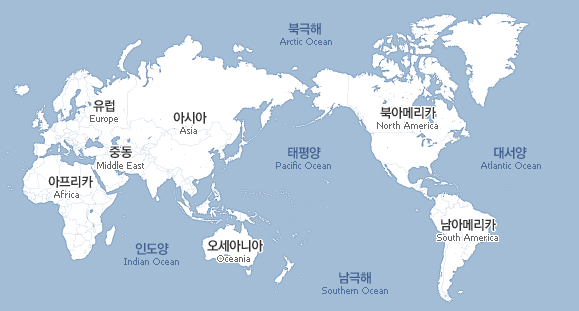 북극해
Arctic Ocean
유럽
Europe
아시아
Asia
북아메리카
North America
중동
Middle East
태평양
Pacific Ocean
대서양
Atlantic Ocean
아프리카
Africa
남아메리카
South America
인도양
Indian Ocean
오세아니아
Oceania
남극해
Southern Ocean